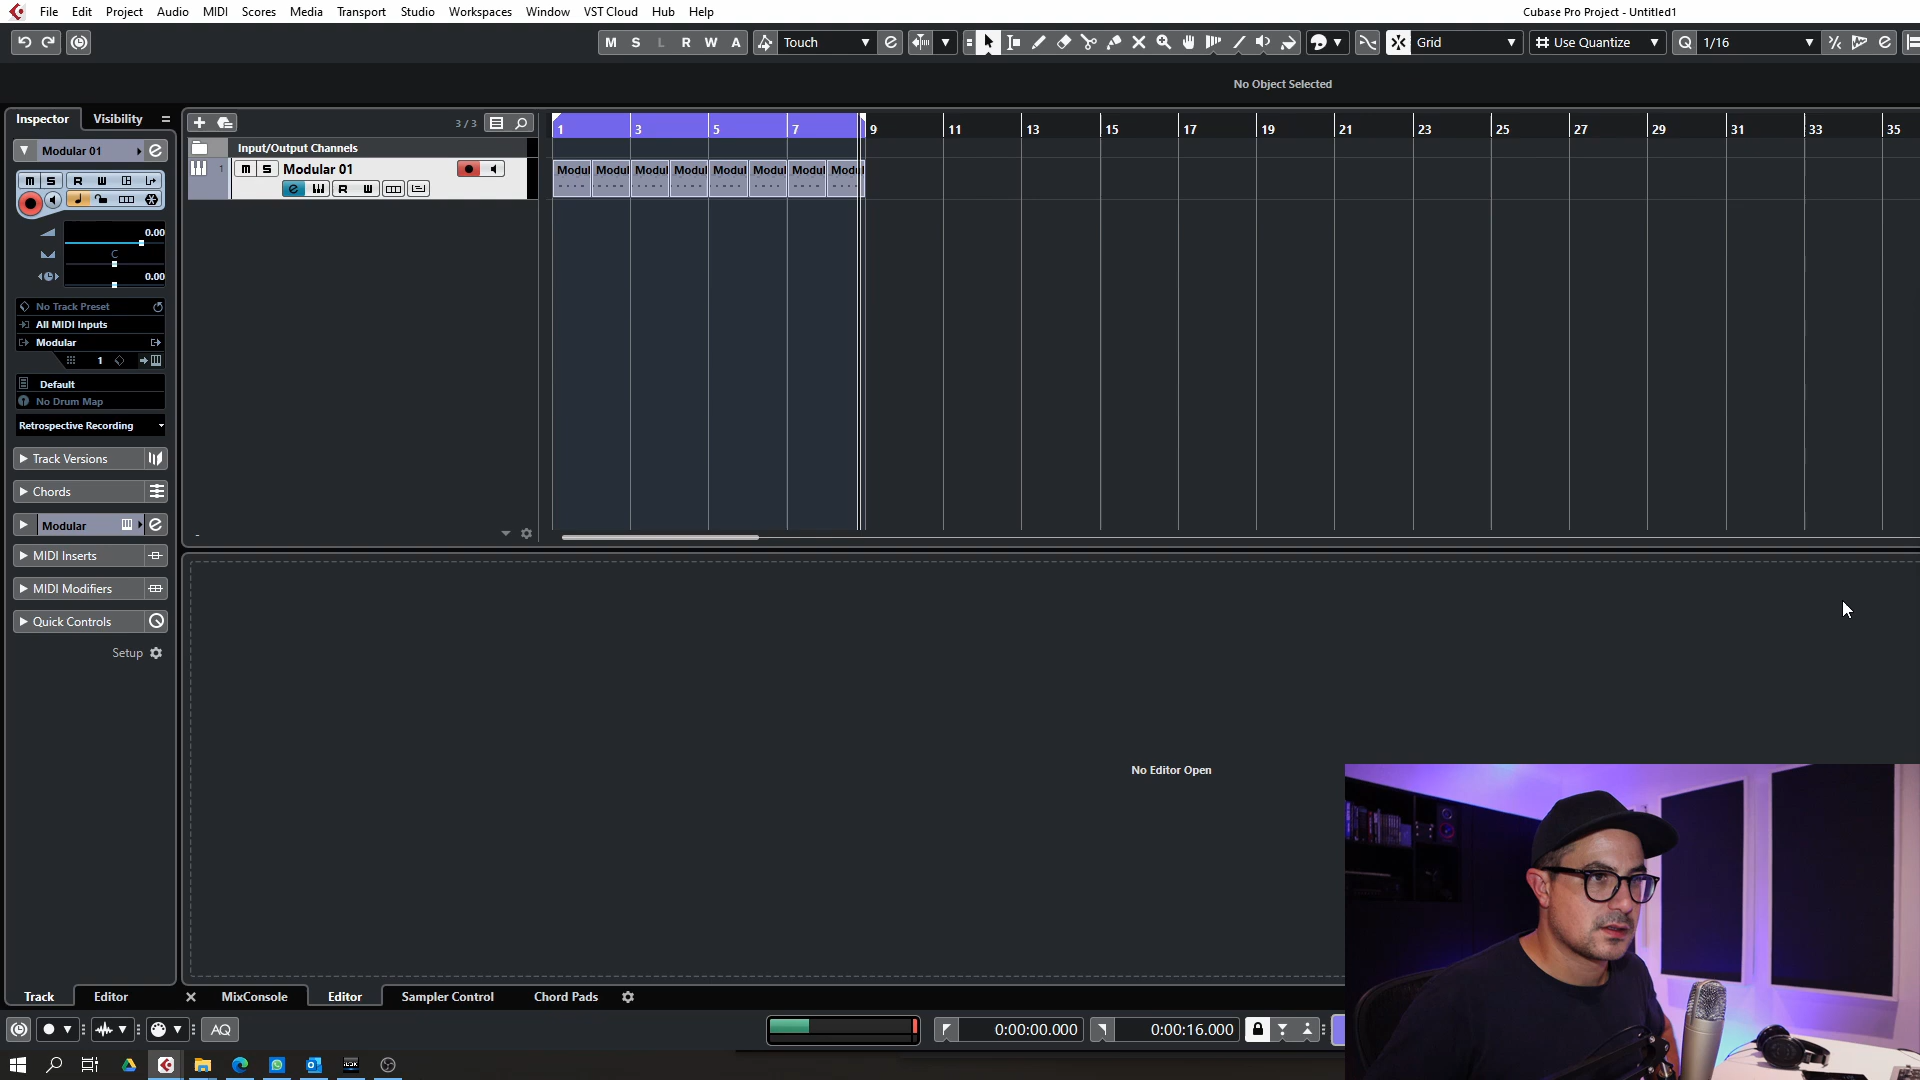 File Edit Project Audio MIDI Scores Media Transport Studio Workspaces Window VST Cloud Hub Help
Cubase Pro Project - Untitled1
M S L R W A
Touch
Grid
Use Quantize
Q 1/16
No Object Selected
Inspector Visibility
3 / 3
1 3 5 7 9 11 13 15 17 19 21 23 25 27 29 31 33 35
Input/Output Channels
Modular 01
1 M S Modular 01
R W
Modul Modul Modul Modul Modul Modul Modul Modul
M S R W
0.00
C
0.00
No Track Preset
All MIDI Inputs
Modular
1
Default
No Drum Map
Retrospective Recording
Track Versions
Chords
Modular
MIDI Inserts
MIDI Modifiers
Quick Controls
Setup
No Editor Open
Track Editor
MixConsole Editor Sampler Control Chord Pads
AQ
0:00:00.000
0:00:16.000